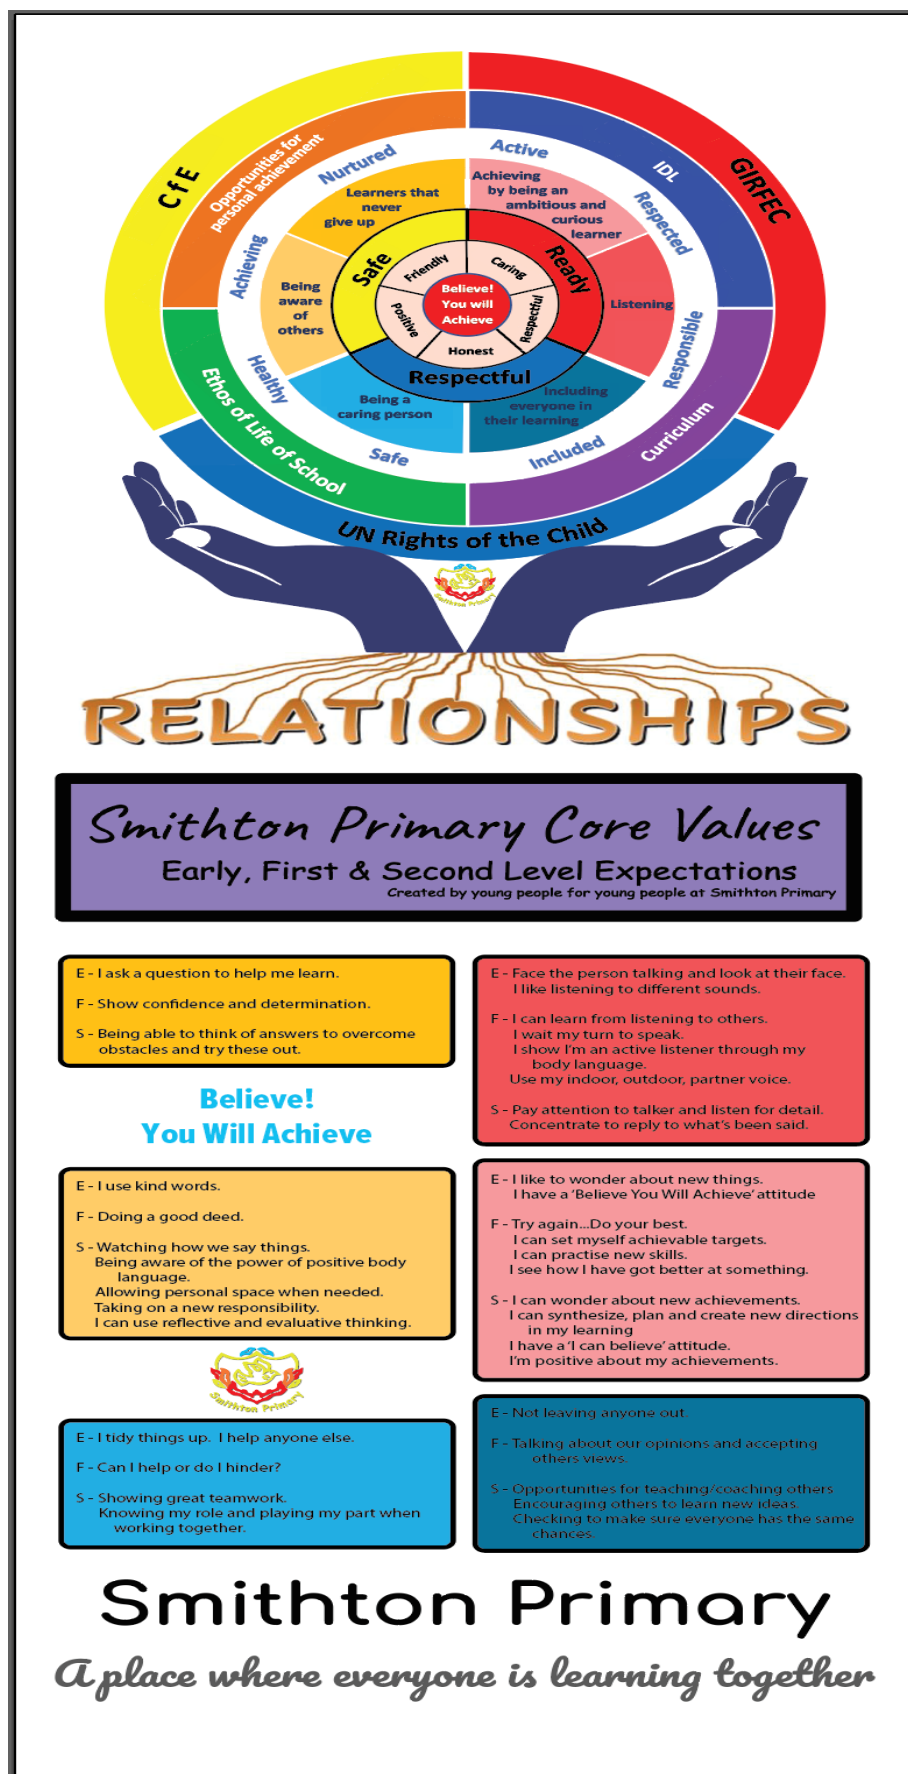 CfE
GIRFEC
UN Rights of the Child
Opportunities for
personal achievement
IDL
Ethos of Life of School
Curriculum
Nurtured
Active
Respected
Responsible
Included
Safe
Healthy
Achieving
Learners that
never
give up
Achieving
by being an
ambitious and
curious
learner
Being
aware
of
others
Listening
Being a
caring person
Including
everyone in
their learning
Safe
Ready
Respectful
Friendly
Caring
Positive
Respectful
Honest
Believe!
You will
Achieve
Smithton Primary
RELATIONSHIPS
Smithton Primary Core Values
Early, First & Second Level Expectations
Created by young people for young people at Smithton Primary
E - I ask a question to help me learn.
F - Show confidence and determination.
S - Being able to think of answers to overcome
obstacles and try these out.
Believe!
You Will Achieve
E - I use kind words.
F - Doing a good deed.
S - Watching how we say things.
Being aware of the power of positive body
language.
Allowing personal space when needed.
Taking on a new responsibility.
I can use reflective and evaluative thinking.
Smithton Primary
E - I tidy things up.  I help anyone else.
F - Can I help or do I hinder?
S - Showing great teamwork.
Knowing my role and playing my part when
working together.
E - Face the person talking and look at their face.
I like listening to different sounds.
F - I can learn from listening to others.
I wait my turn to speak.
I show I'm an active listener through my
body language.
Use my indoor, outdoor, partner voice.
S - Pay attention to talker and listen for detail.
Concentrate to reply to what's been said.
E - I like to wonder about new things.
I have a 'Believe You Will Achieve' attitude
F - Try again...Do your best.
I can set myself achievable targets.
I can practise new skills.
I see how I have got better at something.
S - I can wonder about new achievements.
I can synthesize, plan and create new directions
in my learning
I have a 'I can believe' attitude.
I'm positive about my achievements.
E - Not leaving anyone out.
F - Talking about our opinions and accepting
others views.
S - Opportunities for teaching/coaching others
Encouraging others to learn new ideas.
Checking to make sure everyone has the same
chances.
Smithton Primary
A place where everyone is learning together